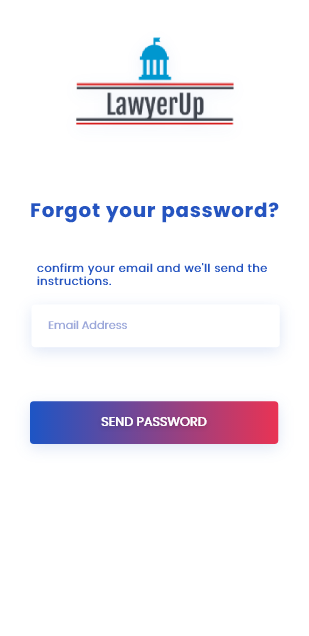 LawyerUp
Forgot your password?
confirm your email and we'll send the
instructions.
Email Address
SEND PASSWORD